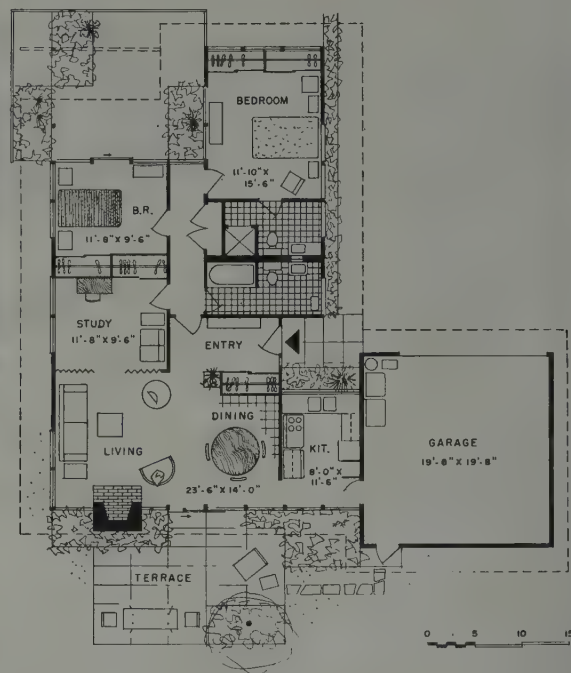 BEDROOM
11'-10" X
15'-6"
B.R.
11'-8" X 9'-6"
STUDY
11'-8" X 9'-6"
ENTRY
DINING
LIVING
KIT.
8'-0" X
11'-6"
23'-6" X 14'-0"
GARAGE
19'-8" X 19'-8"
TERRACE
0 5 10 15